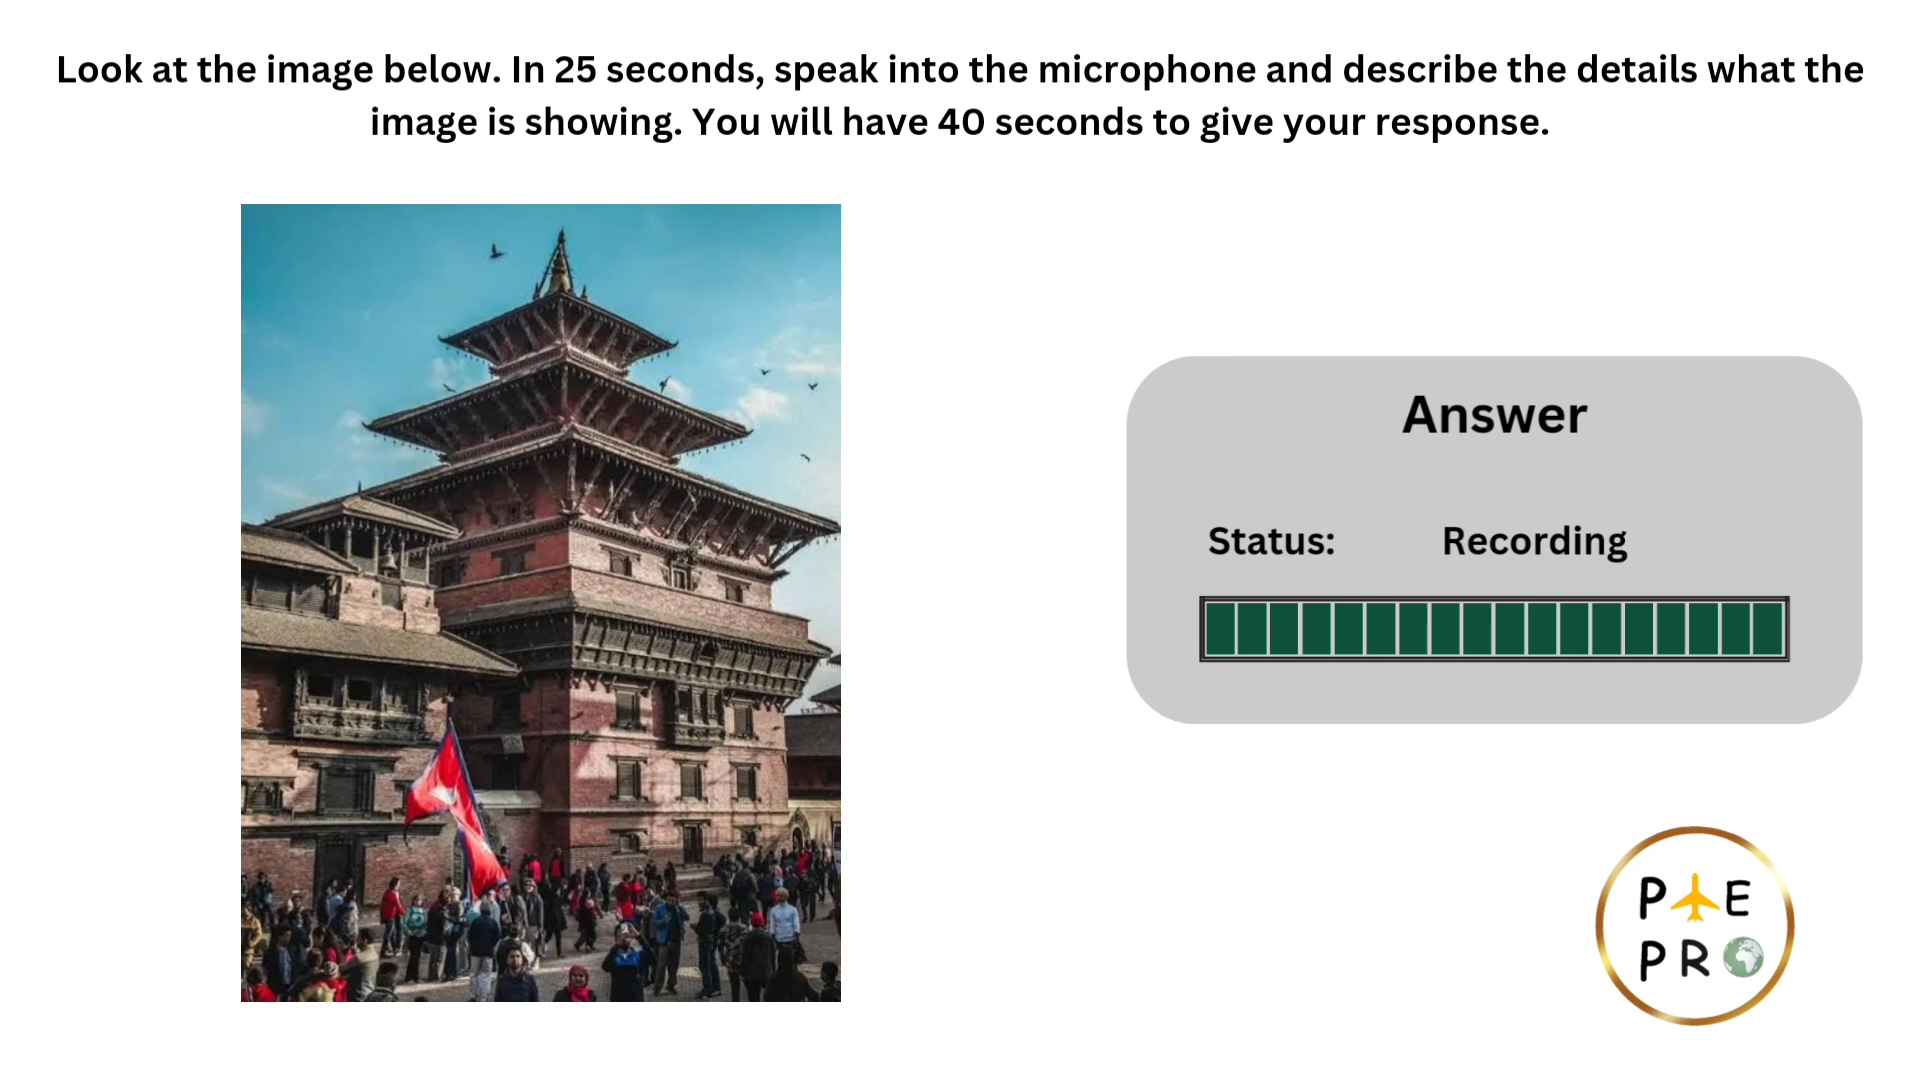 Look at the image below. In 25 seconds, speak into the microphone and describe the details what the
image is showing. You will have 40 seconds to give your response.
Answer
Status: Recording
P E
P R